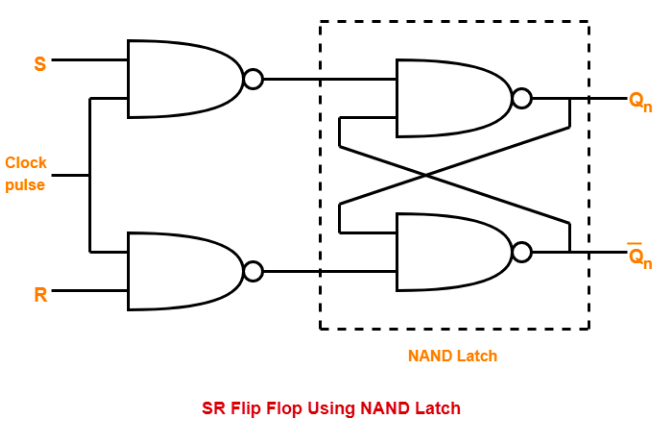 S
Qn
Clock
pulse
Q̅n
R
NAND Latch
SR Flip Flop Using NAND Latch